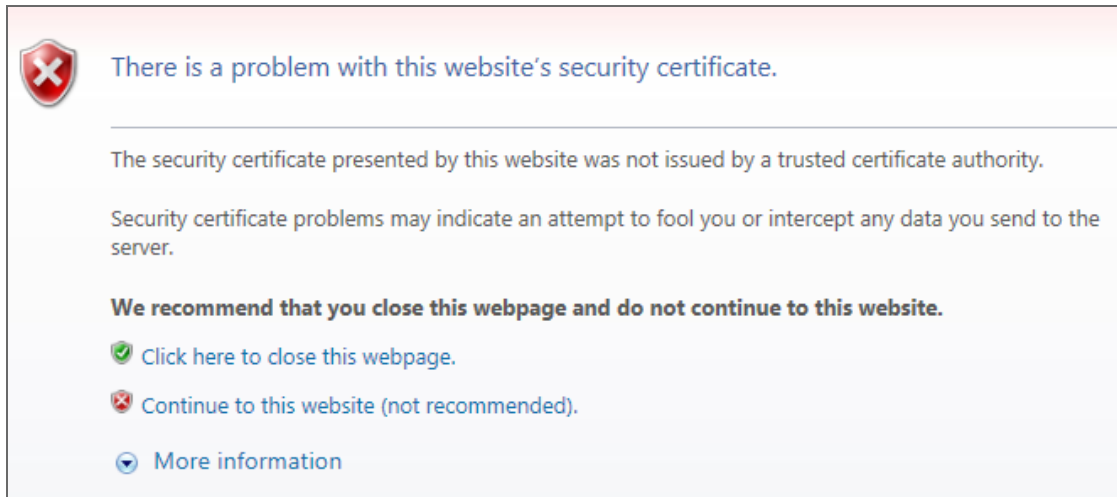 There is a problem with this website’s security certificate.
The security certificate presented by this website was not issued by a trusted certificate authority.
Security certificate problems may indicate an attempt to fool you or intercept any data you send to the
server.
We recommend that you close this webpage and do not continue to this website.
Click here to close this webpage.
Continue to this website (not recommended).
More information